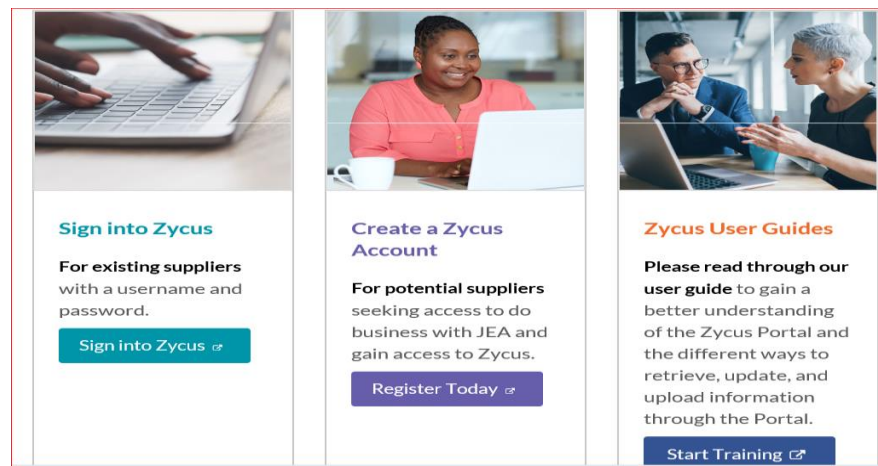 Sign into Zycus
For existing suppliers
with a username and
password.
Sign into Zycus
Create a Zycus
Account
For potential suppliers
seeking access to do
business with JEA and
gain access to Zycus.
Register Today
Zycus User Guides
Please read through our
user guide to gain a
better understanding
of the Zycus Portal and
the different ways to
retrieve, update, and
upload information
through the Portal.
Start Training